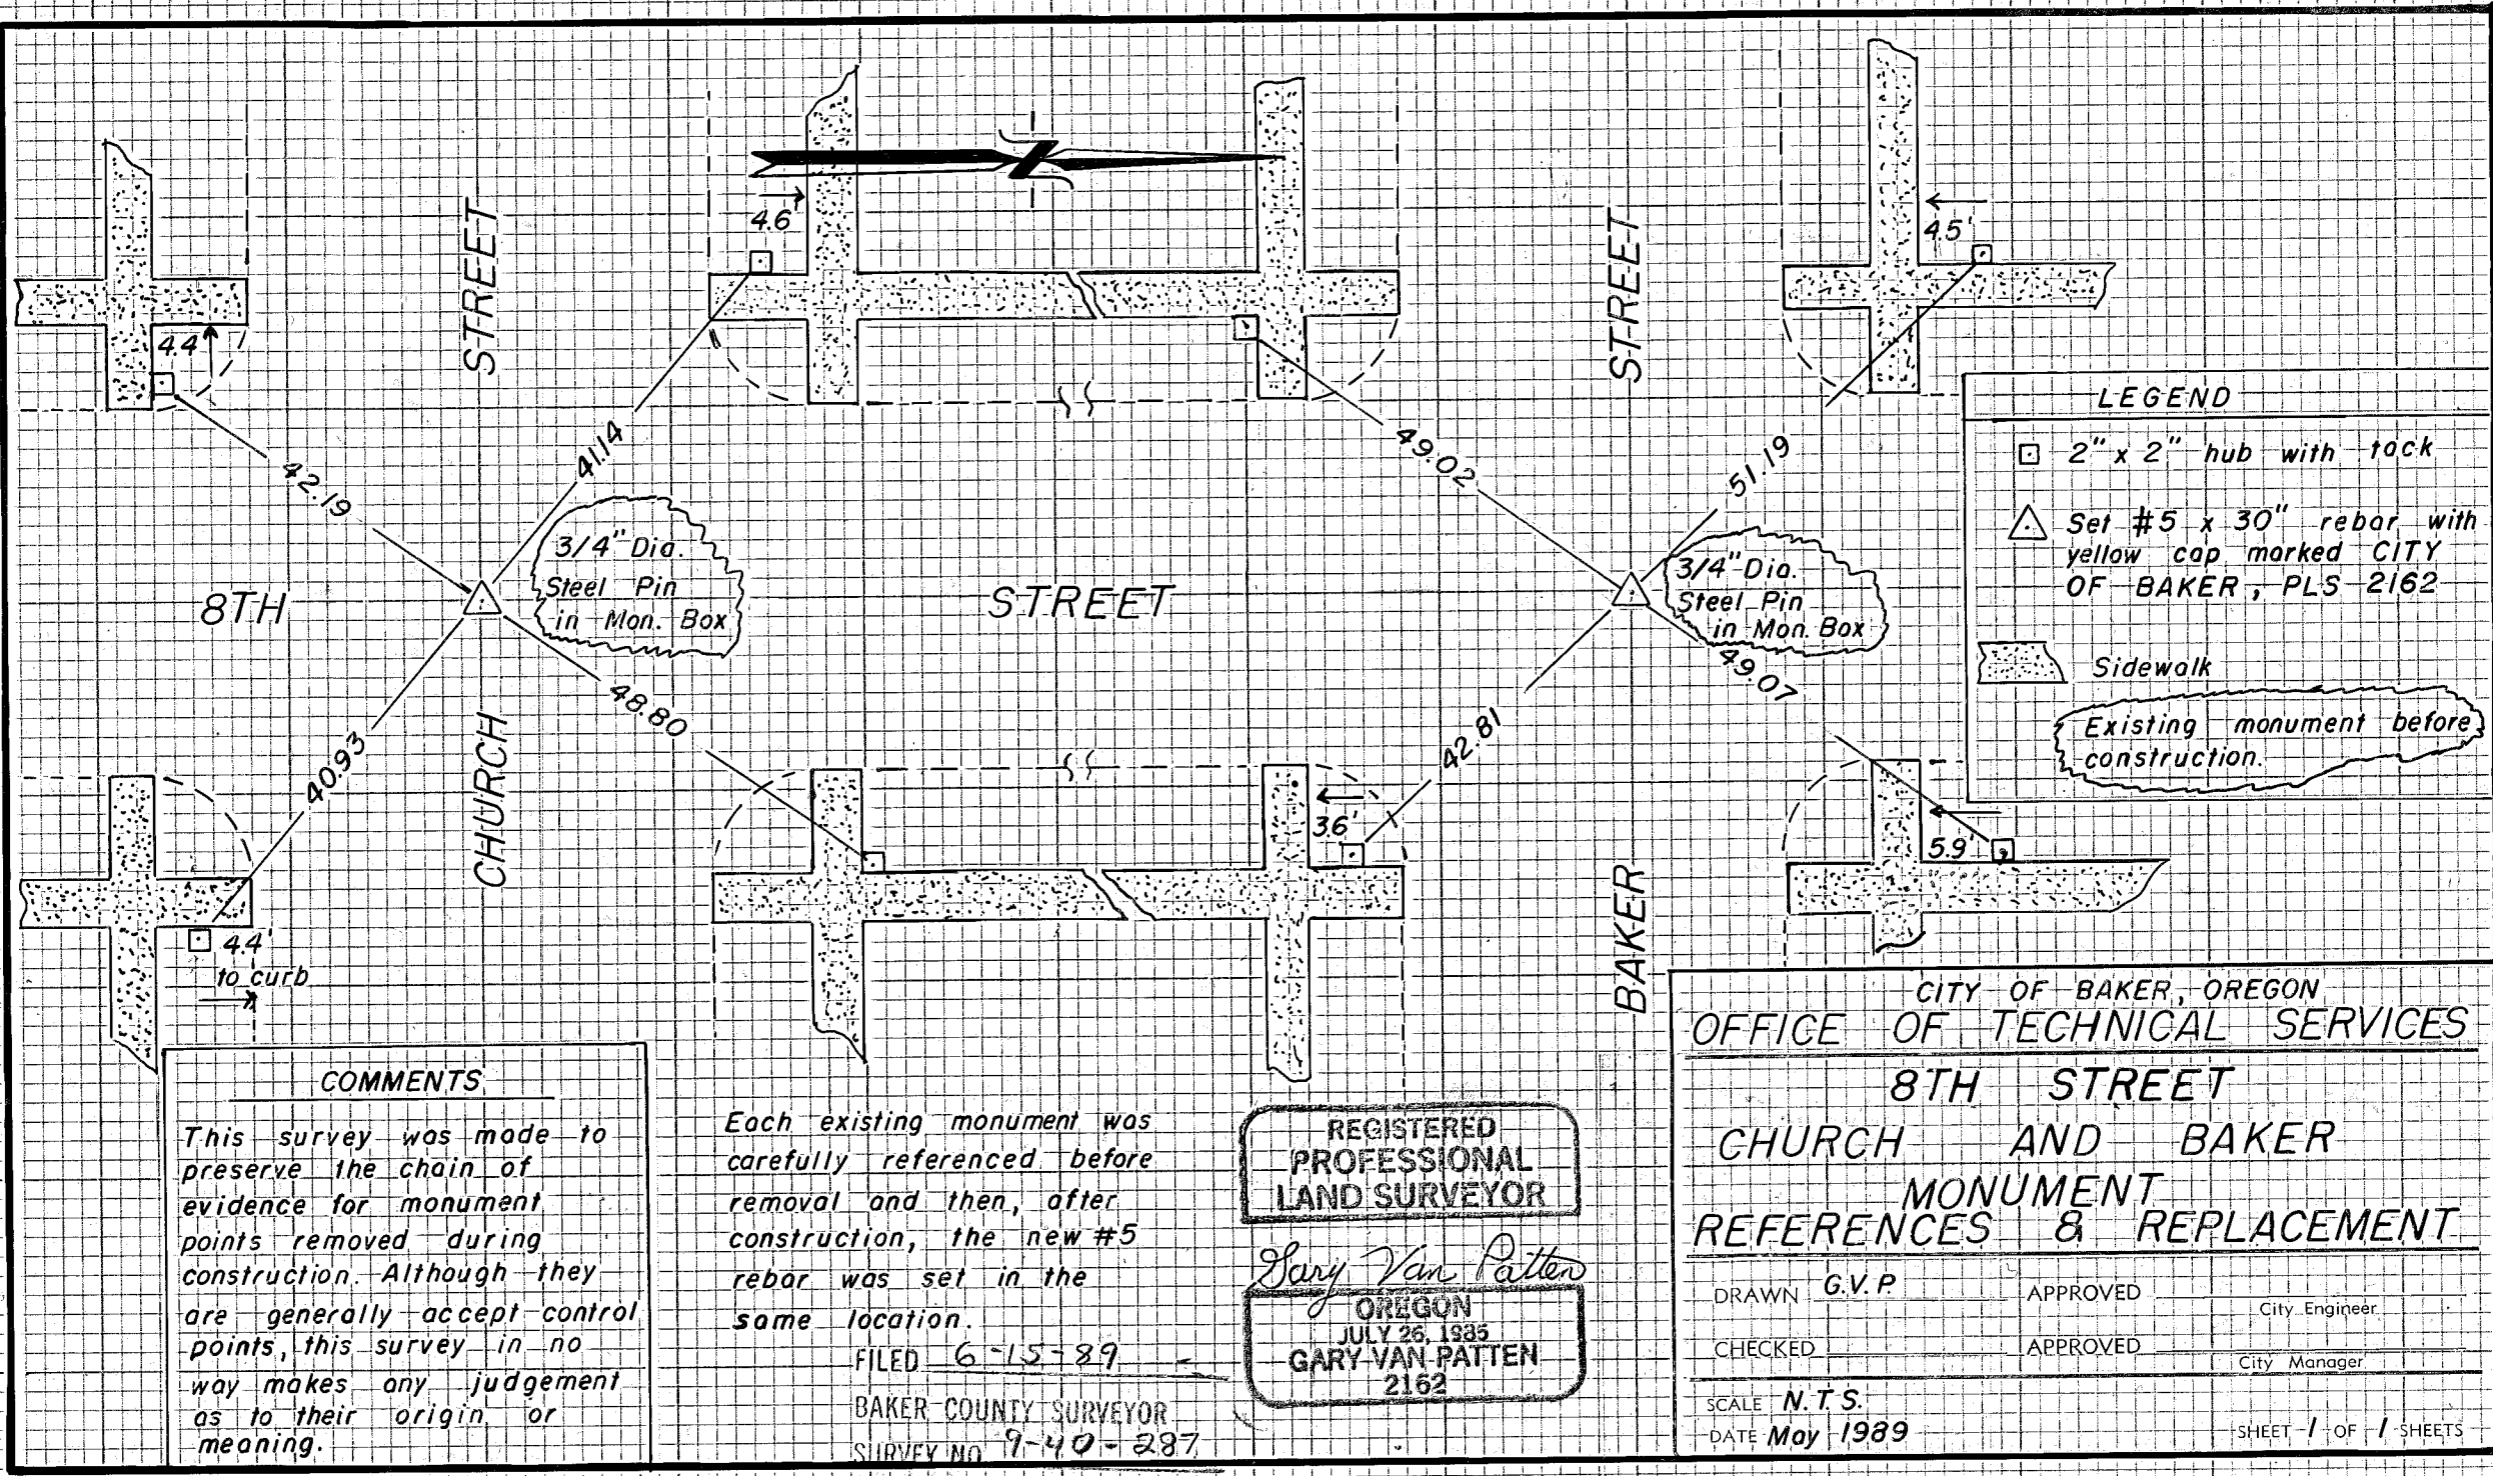 4.6'
4.5'
4.4'
STREET
STREET
41.14
42.19
49.02
51.19
3/4" Dia.
Steel Pin
in Mon. Box
3/4" Dia.
Steel Pin
in Mon. Box
8TH
STREET
48.80
49.07
40.93
42.81
CHURCH
BAKER
3.6'
5.9'
4.4'
to curb
LEGEND
2" x 2" hub with tack
Set #5 x 30" rebar with
yellow cap marked CITY
OF BAKER, PLS 2162
Sidewalk
Existing monument before
construction.
COMMENTS
This survey was made to
preserve the chain of
evidence for monument
points removed during
construction. Although they
are generally accept control
points, this survey in no
way makes any judgement
as to their origin or
meaning.
Each existing monument was
carefully referenced before
removal and then, after
construction, the new #5
rebar was set in the
same location.
FILED 6-15-89
BAKER COUNTY SURVEYOR
SURVEY NO 9-40-287
REGISTERED
PROFESSIONAL
LAND SURVEYOR
Gary Van Patten
OREGON
JULY 26, 1985
GARY VAN PATTEN
2162
CITY OF BAKER, OREGON
OFFICE OF TECHNICAL SERVICES
8TH STREET
CHURCH AND BAKER
MONUMENT
REFERENCES & REPLACEMENT
DRAWN G.V.P. APPROVED
City Engineer
CHECKED APPROVED
City Manager
SCALE N.T.S.
DATE May 1989 SHEET 1 OF 1 SHEETS